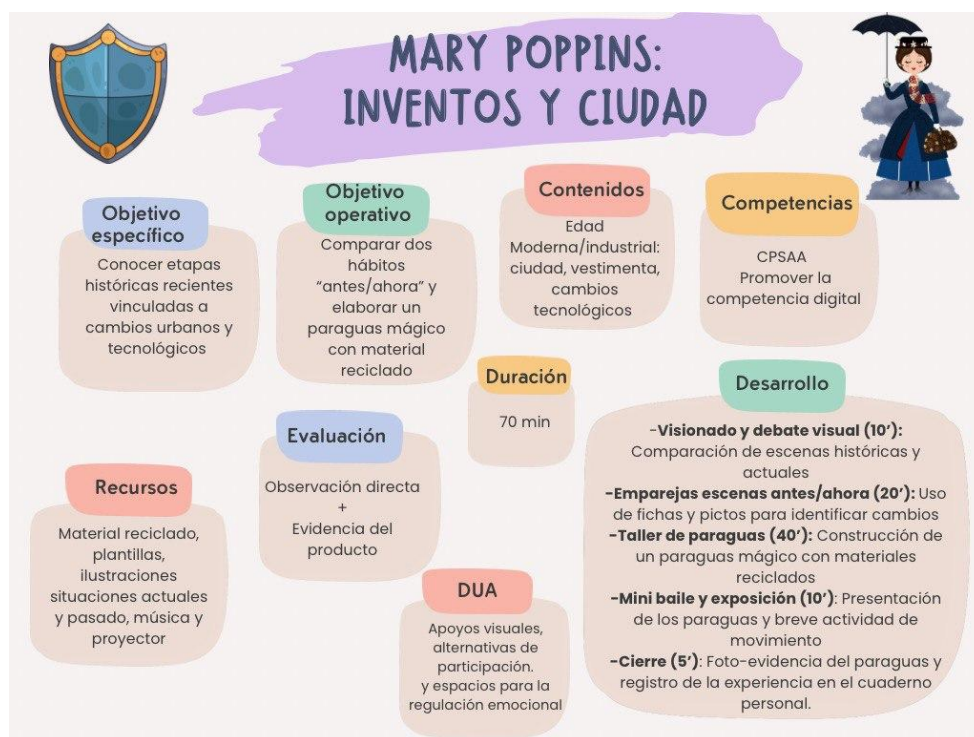 MARY POPPINS:
INVENTOS Y CIUDAD
Objetivo
específico
Conocer etapas
históricas recientes
vinculadas a
cambios urbanos y
tecnológicos
Objetivo
operativo
Comparar dos
hábitos
“antes/ahora” y
elaborar un
paraguas mágico
con material
reciclado
Contenidos
Edad
Moderna/industrial:
ciudad, vestimenta,
cambios
tecnológicos
Competencias
CPSAA
Promover la
competencia digital
Duración
70 min
Evaluación
Observación directa
+
Evidencia del
producto
Recursos
Material reciclado,
plantillas,
ilustraciones
situaciones actuales
y pasado, música y
proyector
DUA
Apoyos visuales,
alternativas de
participación.
y espacios para la
regulación emocional
Desarrollo
-Visionado y debate visual (10’):
Comparación de escenas históricas y
actuales
-Emparejas escenas antes/ahora (20’): Uso
de fichas y pictos para identificar cambios
-Taller de paraguas (40’): Construcción de
un paraguas mágico con materiales
reciclados
-Mini baile y exposición (10’): Presentación
de los paraguas y breve actividad de
movimiento
-Cierre (5’): Foto-evidencia del paraguas y
registro de la experiencia en el cuaderno
personal.